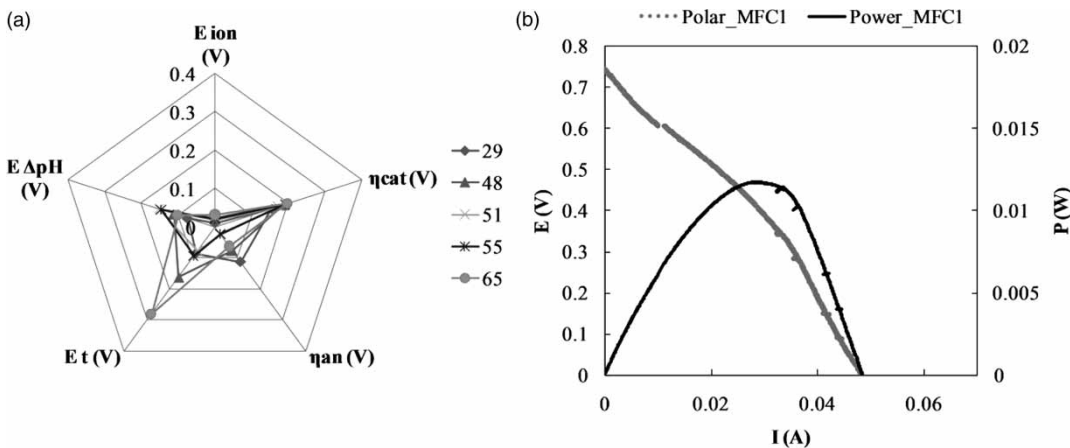 (a)
E ion
(V)
0.4
0.3
0.2
0.1
0
E ΔpH
(V)
ηcat (V)
E t (V)
ηan (V)
29
48
51
55
65
(b)
Polar_MFC1
Power_MFC1
0.8
0.7
0.6
0.5
0.4
0.3
0.2
0.1
0
E (V)
0.02
0.015
0.01
0.005
0
P (W)
0
0.02
0.04
0.06
I (A)